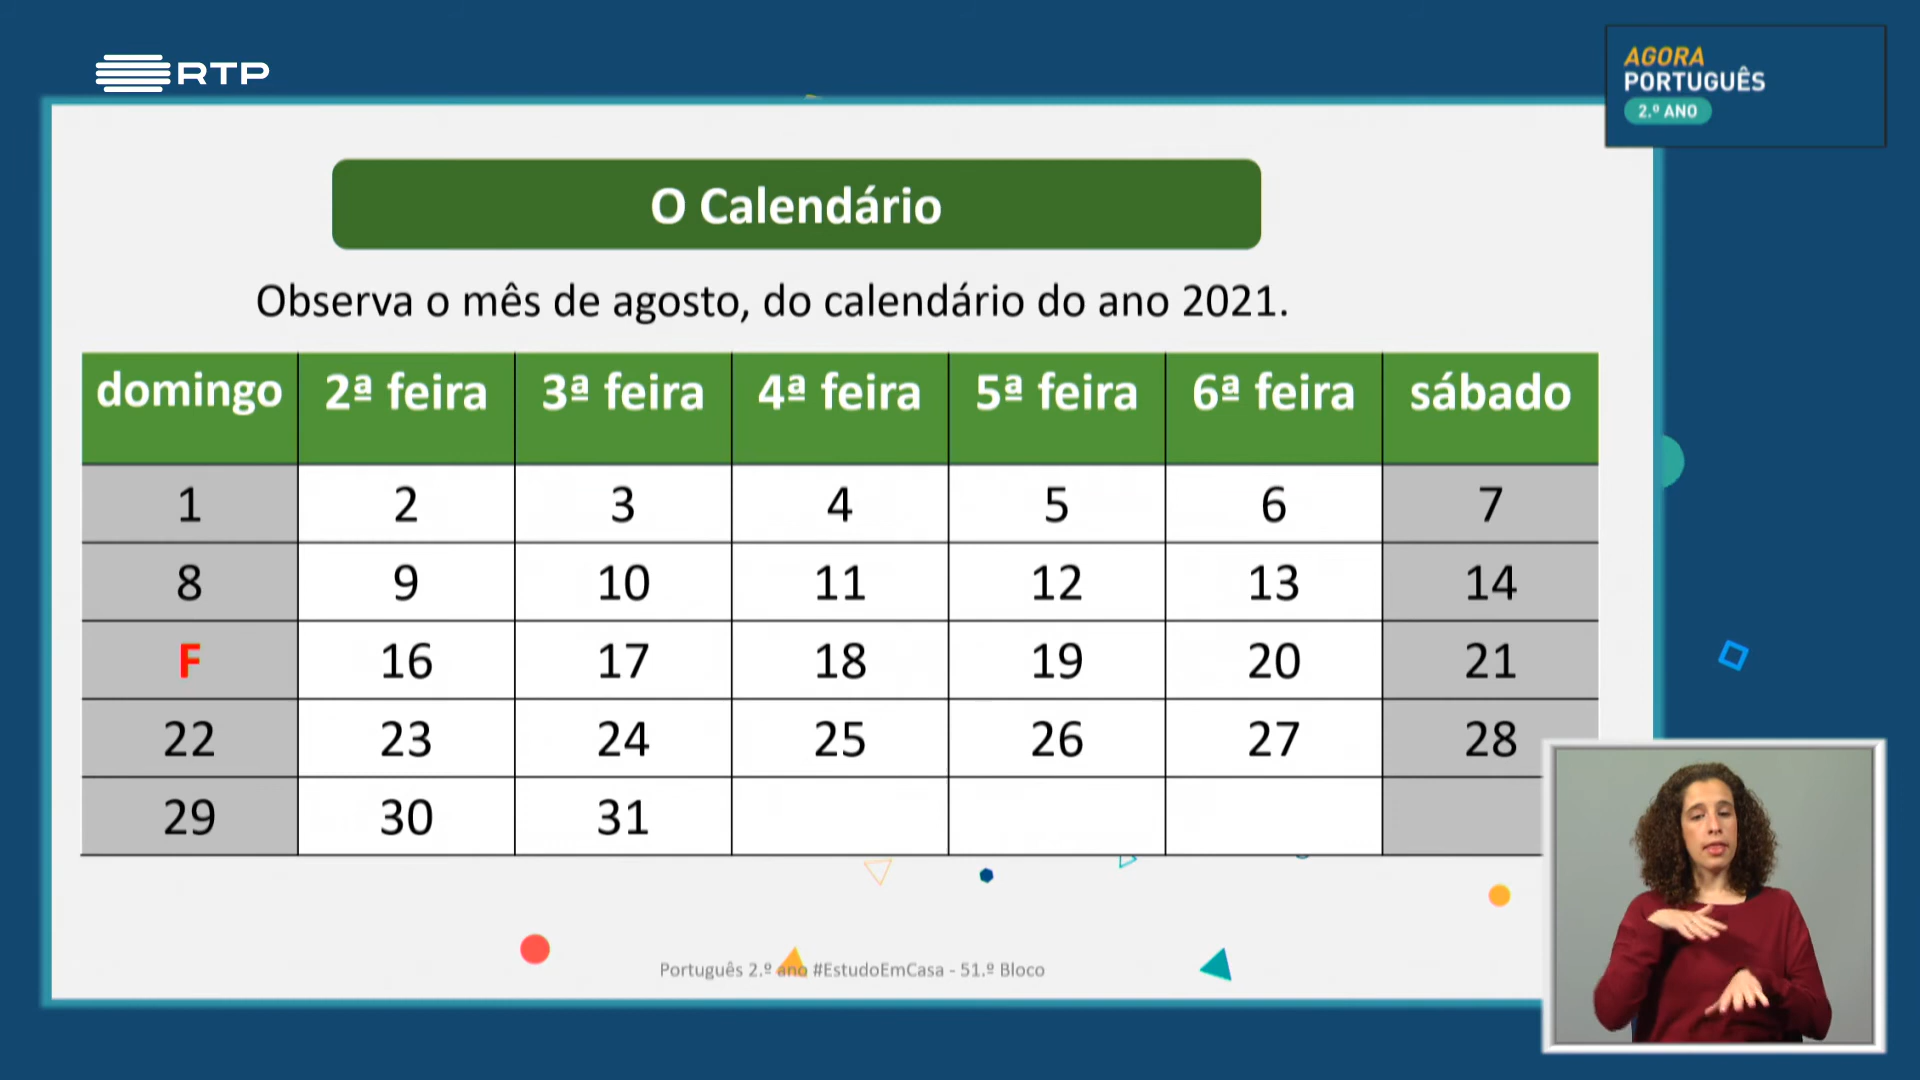 RTP
AGORA
PORTUGUÊS
2.º ANO
O Calendário
Observa o mês de agosto, do calendário do ano 2021.
domingo 2ª feira 3ª feira 4ª feira 5ª feira 6ª feira sábado
1 2 3 4 5 6 7
8 9 10 11 12 13 14
F 16 17 18 19 20 21
22 23 24 25 26 27 28
29 30 31
Português 2.º ano #EstudoEmCasa - 51.º Bloco